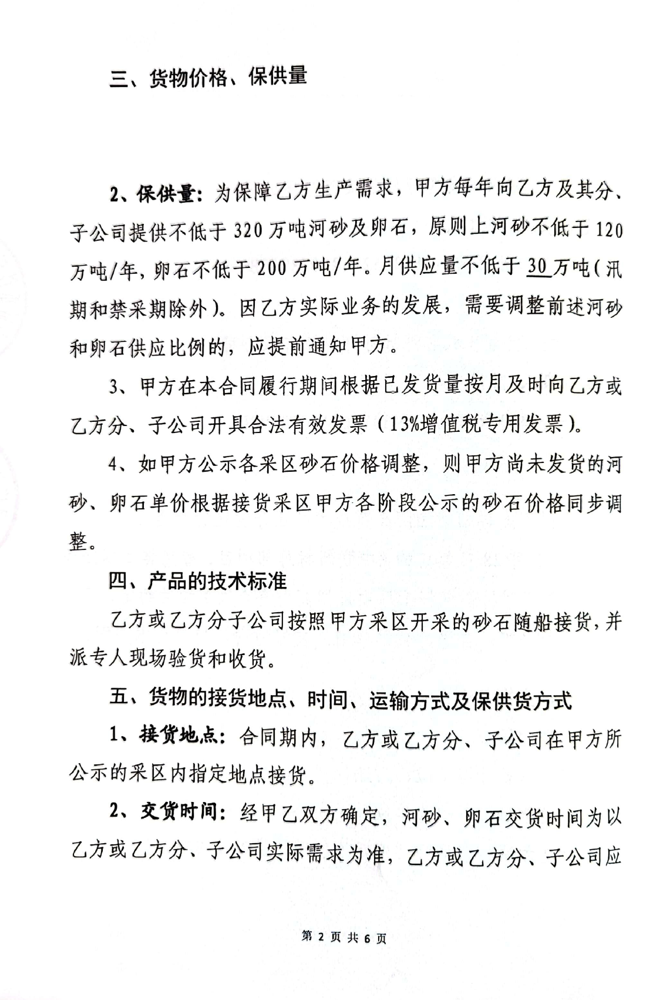 三、货物价格、保供量
2、保供量：为保障乙方生产需求，甲方每年向乙方及其分、
子公司提供不低于 320 万吨河砂及卵石，原则上河砂不低于 120
万吨/年，卵石不低于 200 万吨/年。月供应量不低于 30 万吨（汛
期和禁采期除外）。因乙方实际业务的发展，需要调整前述河砂
和卵石供应比例的，应提前通知甲方。
3、甲方在本合同履行期间根据已发货量按月及时向乙方或
乙方分、子公司开具合法有效发票（13%增值税专用发票）。
4、如甲方公示各采区砂石价格调整，则甲方尚未发货的河
砂、卵石单价根据接货采区甲方各阶段公示的砂石价格同步调
整。
四、产品的技术标准
乙方或乙方分子公司按照甲方采区开采的砂石随船接货，并
派专人现场验货和收货。
五、货物的接货地点、时间、运输方式及保供货方式
1、接货地点：合同期内，乙方或乙方分、子公司在甲方所
公示的采区内指定地点接货。
2、交货时间：经甲乙双方确定，河砂、卵石交货时间为以
乙方或乙方分、子公司实际需求为准，乙方或乙方分、子公司应
第 2 页 共 6 页